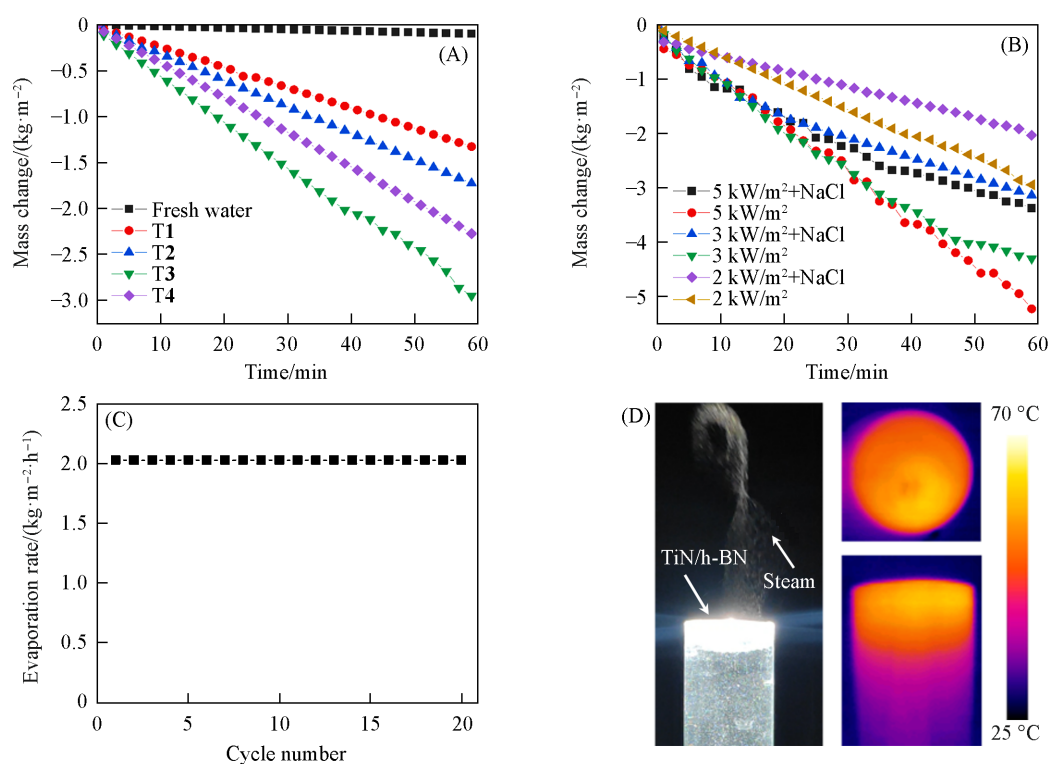 (A)
0
−0.5
−1.0
−1.5
−2.0
−2.5
−3.0
Mass change/(kg·m⁻²)
Fresh water
T1
T2
T3
T4
0 10 20 30 40 50 60
Time/min
(B)
0
−1
−2
−3
−4
−5
Mass change/(kg·m⁻²)
5 kW/m²+NaCl
5 kW/m²
3 kW/m²+NaCl
3 kW/m²
2 kW/m²+NaCl
2 kW/m²
0 10 20 30 40 50 60
Time/min
(C)
2.5
2.0
1.5
1.0
0.5
0
Evaporation rate/(kg·m⁻²·h⁻¹)
0 5 10 15 20
Cycle number
(D)
TiN/h-BN
Steam
70 °C
25 °C